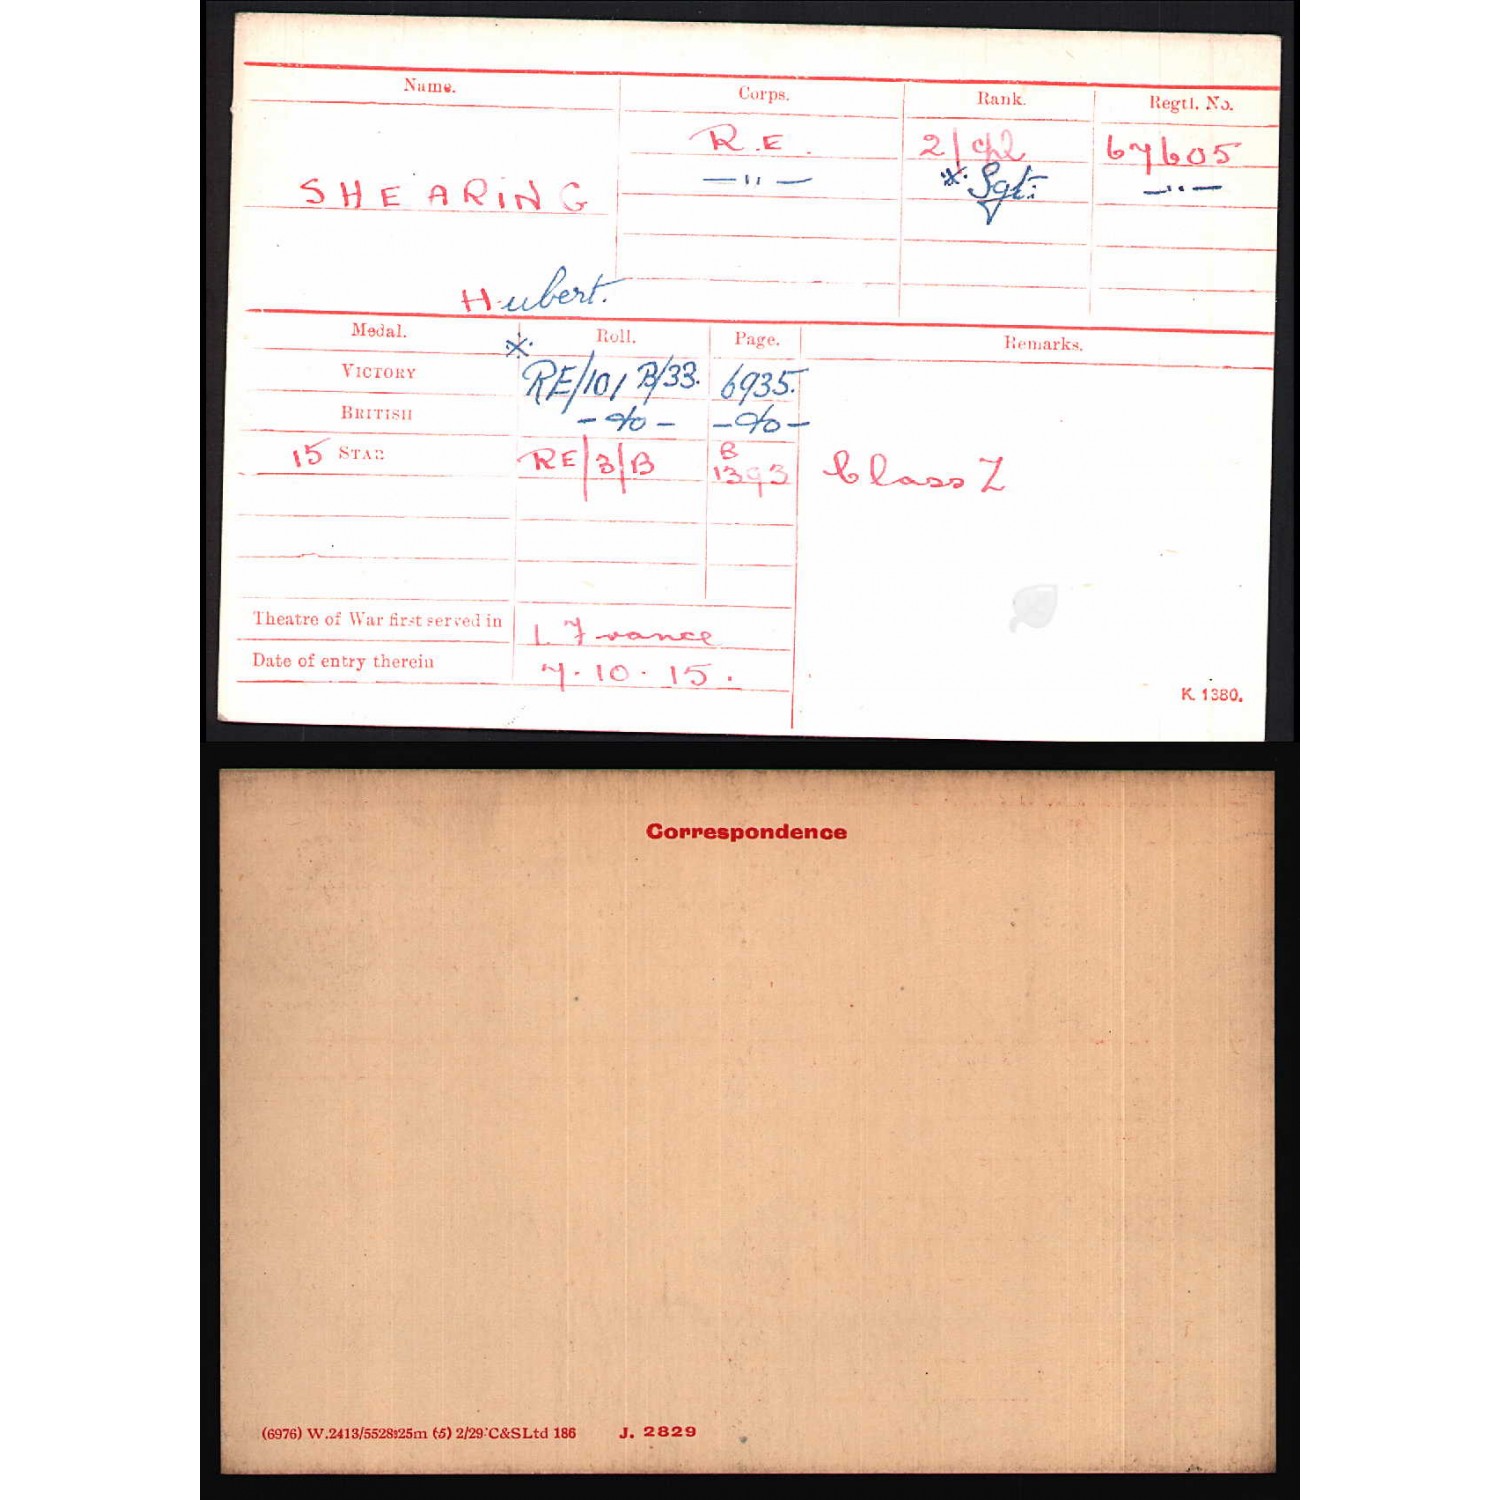 Name. Corps. Rank. Regtl. No.
R.E. 2/Cpl 67605
SHEARING —"— *. Sgt. —"—
Hubert.
Medal. Roll. Page. Remarks.
*.
VICTORY RE/101 B/33. 6935.
BRITISH -do- -do-
15 STAR RE/3/B B 1393 Class Z
Theatre of War first served in 1. France
Date of entry therein 7.10.15.
K. 1380.
Correspondence
(6976) W.2413/5528 25m (5) 2/29 C&SLtd 186 J. 2829